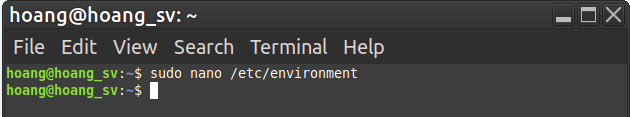 hoang@hoang_sv: ~
File Edit View Search Terminal Help
hoang@hoang_sv:~$ sudo nano /etc/environment
hoang@hoang_sv:~$